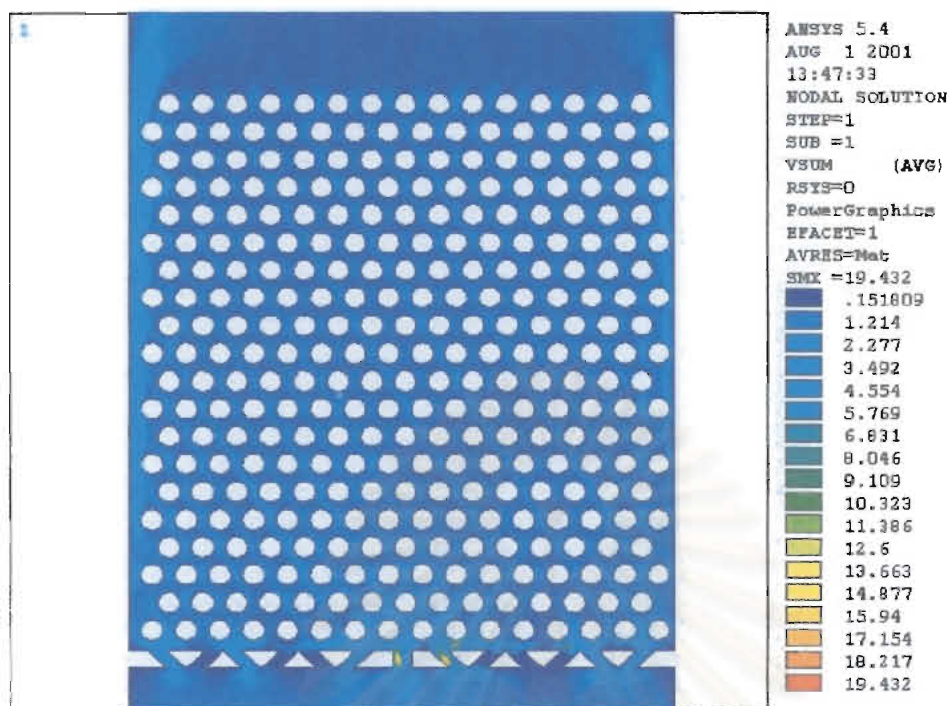 ANSYS 5.4
AUG 1 2001
13:47:33
NODAL SOLUTION
STEP=1
SUB =1
VSUM (AVG)
RSYS=0
PowerGraphics
EFACET=1
AVRES=Mat
SMX =19.432
.151809
1.214
2.277
3.492
4.554
5.769
6.831
8.046
9.109
10.323
11.386
12.6
13.663
14.877
15.94
17.154
18.217
19.432